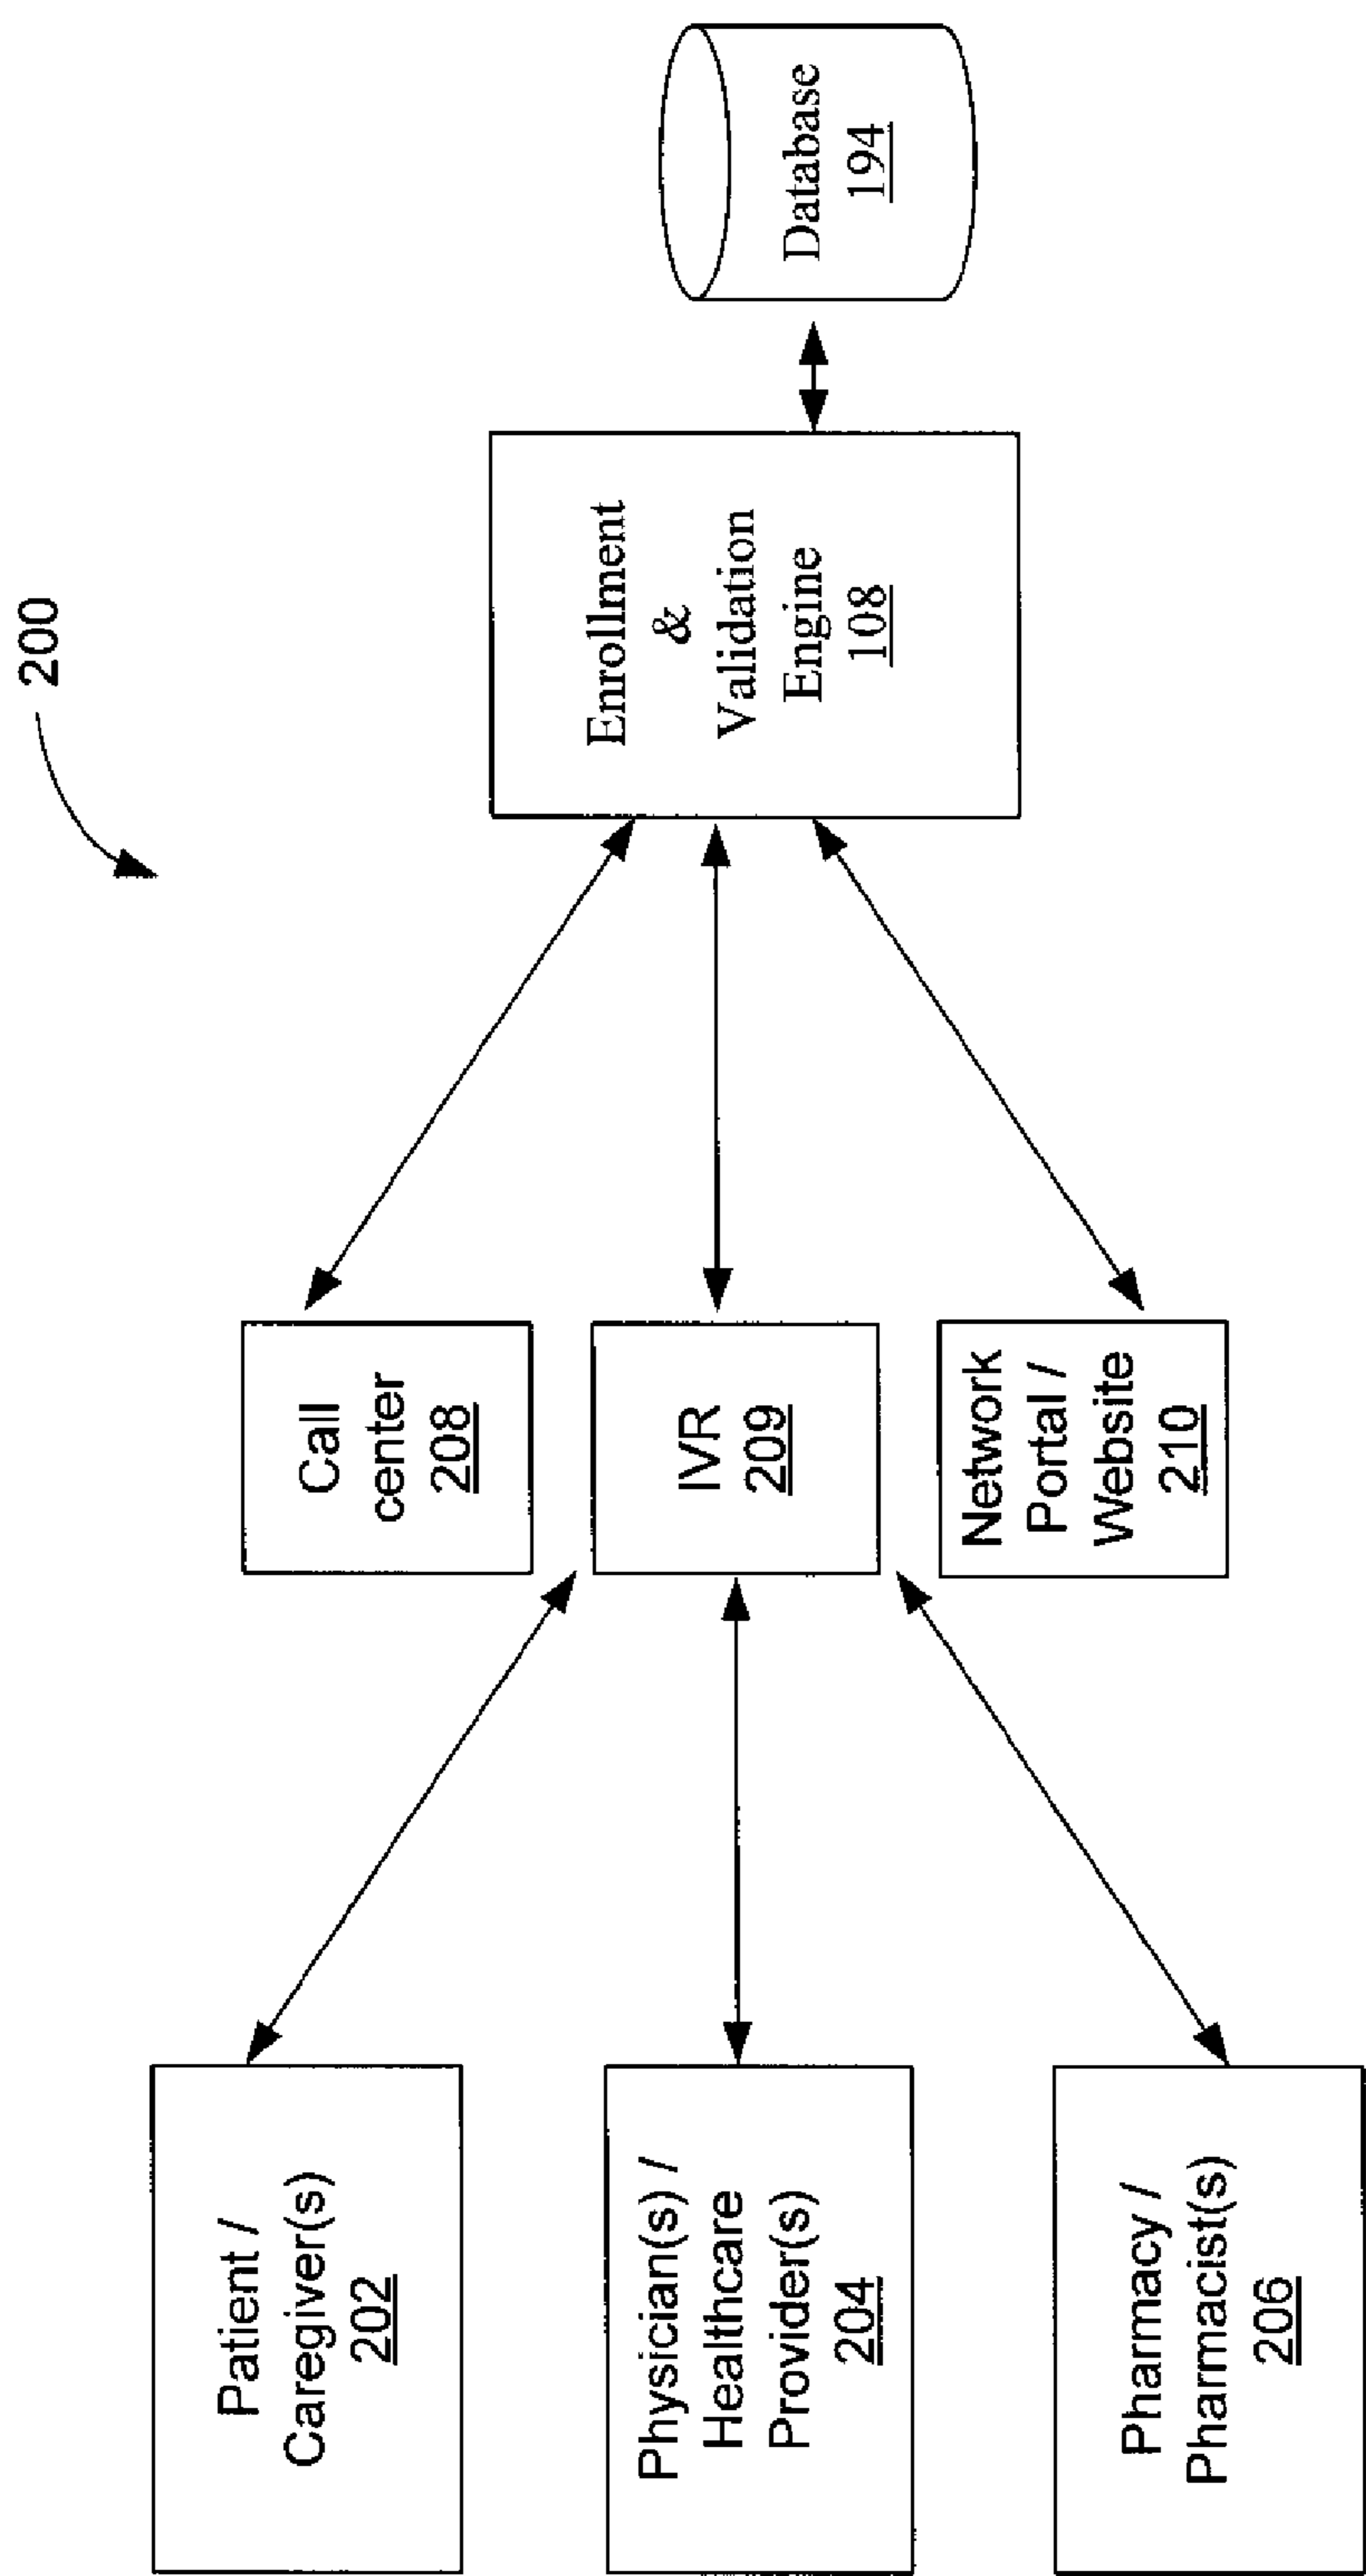 200
Patient /
Caregiver(s)
202
Physician(s) /
Healthcare
Provider(s)
204
Pharmacy /
Pharmacist(s)
206
Call
center
208
IVR
209
Network
Portal /
Website
210
Enrollment
&
Validation
Engine
108
Database
194